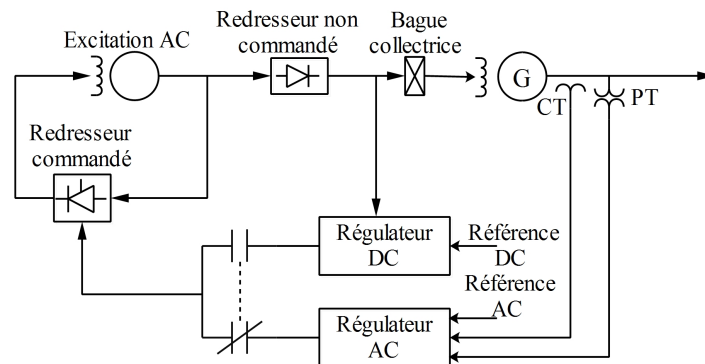 Redresseur non
commandé
Bague
collectrice
Excitation AC
G
CT
PT
Redresseur
commandé
Régulateur
DC
Référence
DC
Référence
AC
Régulateur
AC